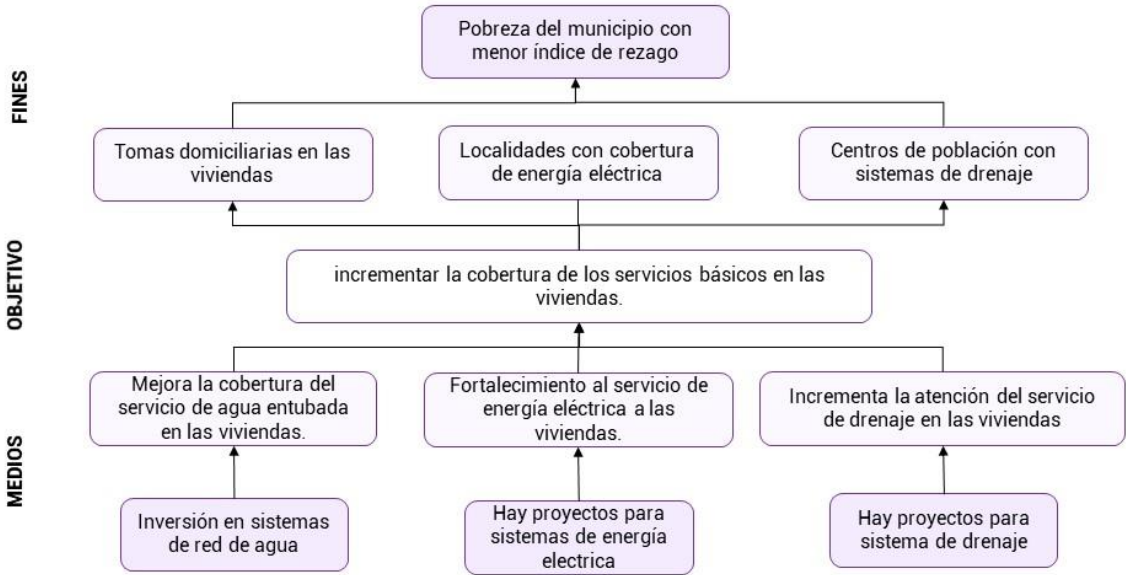 FINES
Pobreza del municipio con
menor índice de rezago
Tomas domiciliarias en las
viviendas
Localidades con cobertura
de energía eléctrica
Centros de población con
sistemas de drenaje
OBJETIVO
incrementar la cobertura de los servicios básicos en las
viviendas.
MEDIOS
Mejora la cobertura del
servicio de agua entubada
en las viviendas.
Fortalecimiento al servicio de
energía eléctrica a las
viviendas.
Incrementa la atención del servicio
de drenaje en las viviendas
Inversión en sistemas
de red de agua
Hay proyectos para
sistemas de energía
electrica
Hay proyectos para
sistema de drenaje